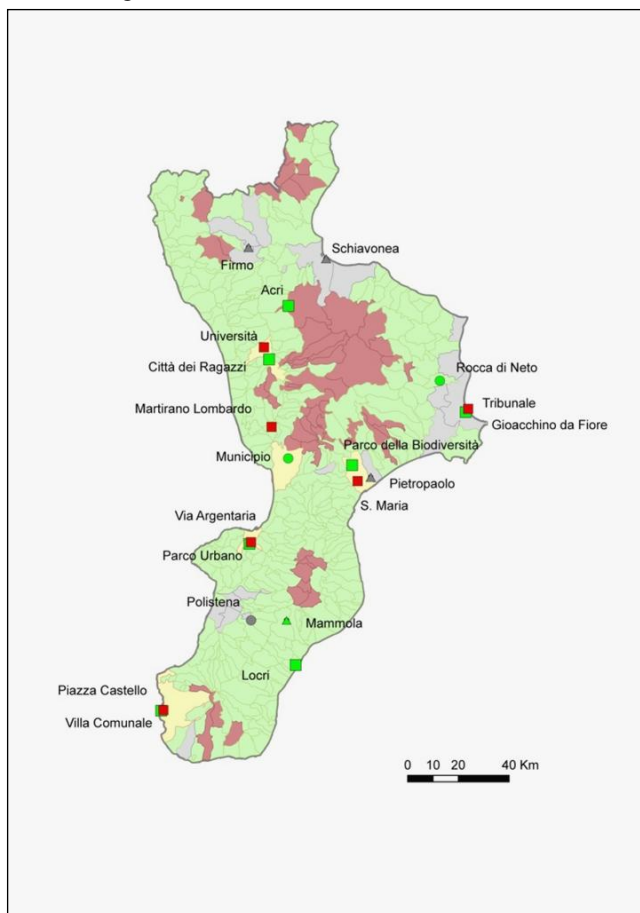 Schiavonea
Firmo
Acri
Università
Città dei Ragazzi
Rocca di Neto
Martirano Lombardo
Tribunale
Gioacchino da Fiore
Parco della Biodiversità
Municipio
Pietropaolo
S. Maria
Via Argentaria
Parco Urbano
Polistena
Mammola
Locri
Piazza Castello
Villa Comunale
0 10 20 40 Km